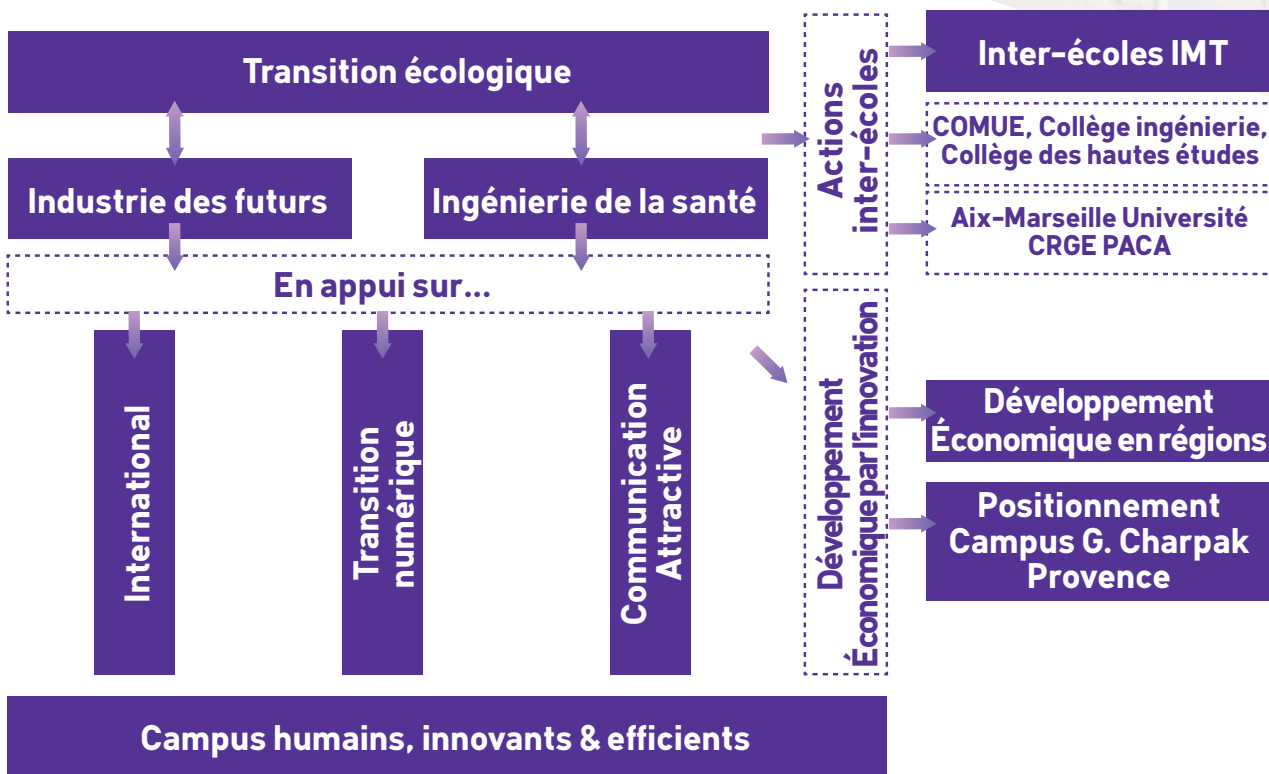 Transition écologique
Industrie des futurs
Ingénierie de la santé
En appui sur...
International
Transition
numérique
Communication
Attractive
Campus humains, innovants & efficients
Actions
inter-écoles
Inter-écoles IMT
COMUE, Collège ingénierie,
Collège des hautes études
Aix-Marseille Université
CRGE PACA
Développement
Économique par l'innovation
Développement
Économique en régions
Positionnement
Campus G. Charpak
Provence